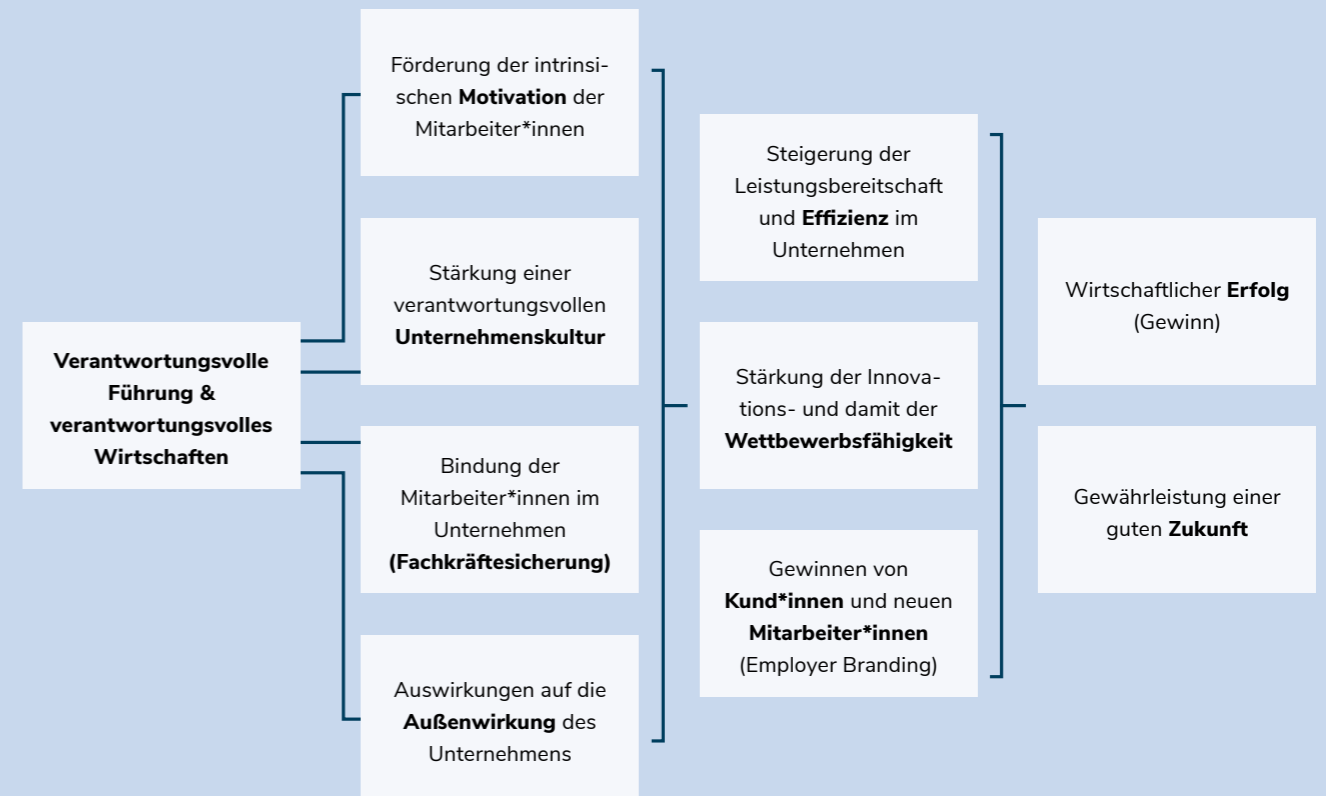 Verantwortungsvolle
Führung &
verantwortungsvolles
Wirtschaften
Förderung der intrinsi-
schen Motivation der
Mitarbeiter*innen
Stärkung einer
verantwortungsvollen
Unternehmenskultur
Bindung der
Mitarbeiter*innen im
Unternehmen
(Fachkräftesicherung)
Auswirkungen auf die
Außenwirkung des
Unternehmens
Steigerung der
Leistungsbereitschaft
und Effizienz im
Unternehmen
Stärkung der Innova-
tions- und damit der
Wettbewerbsfähigkeit
Gewinnen von
Kund*innen und neuen
Mitarbeiter*innen
(Employer Branding)
Wirtschaftlicher Erfolg
(Gewinn)
Gewährleistung einer
guten Zukunft